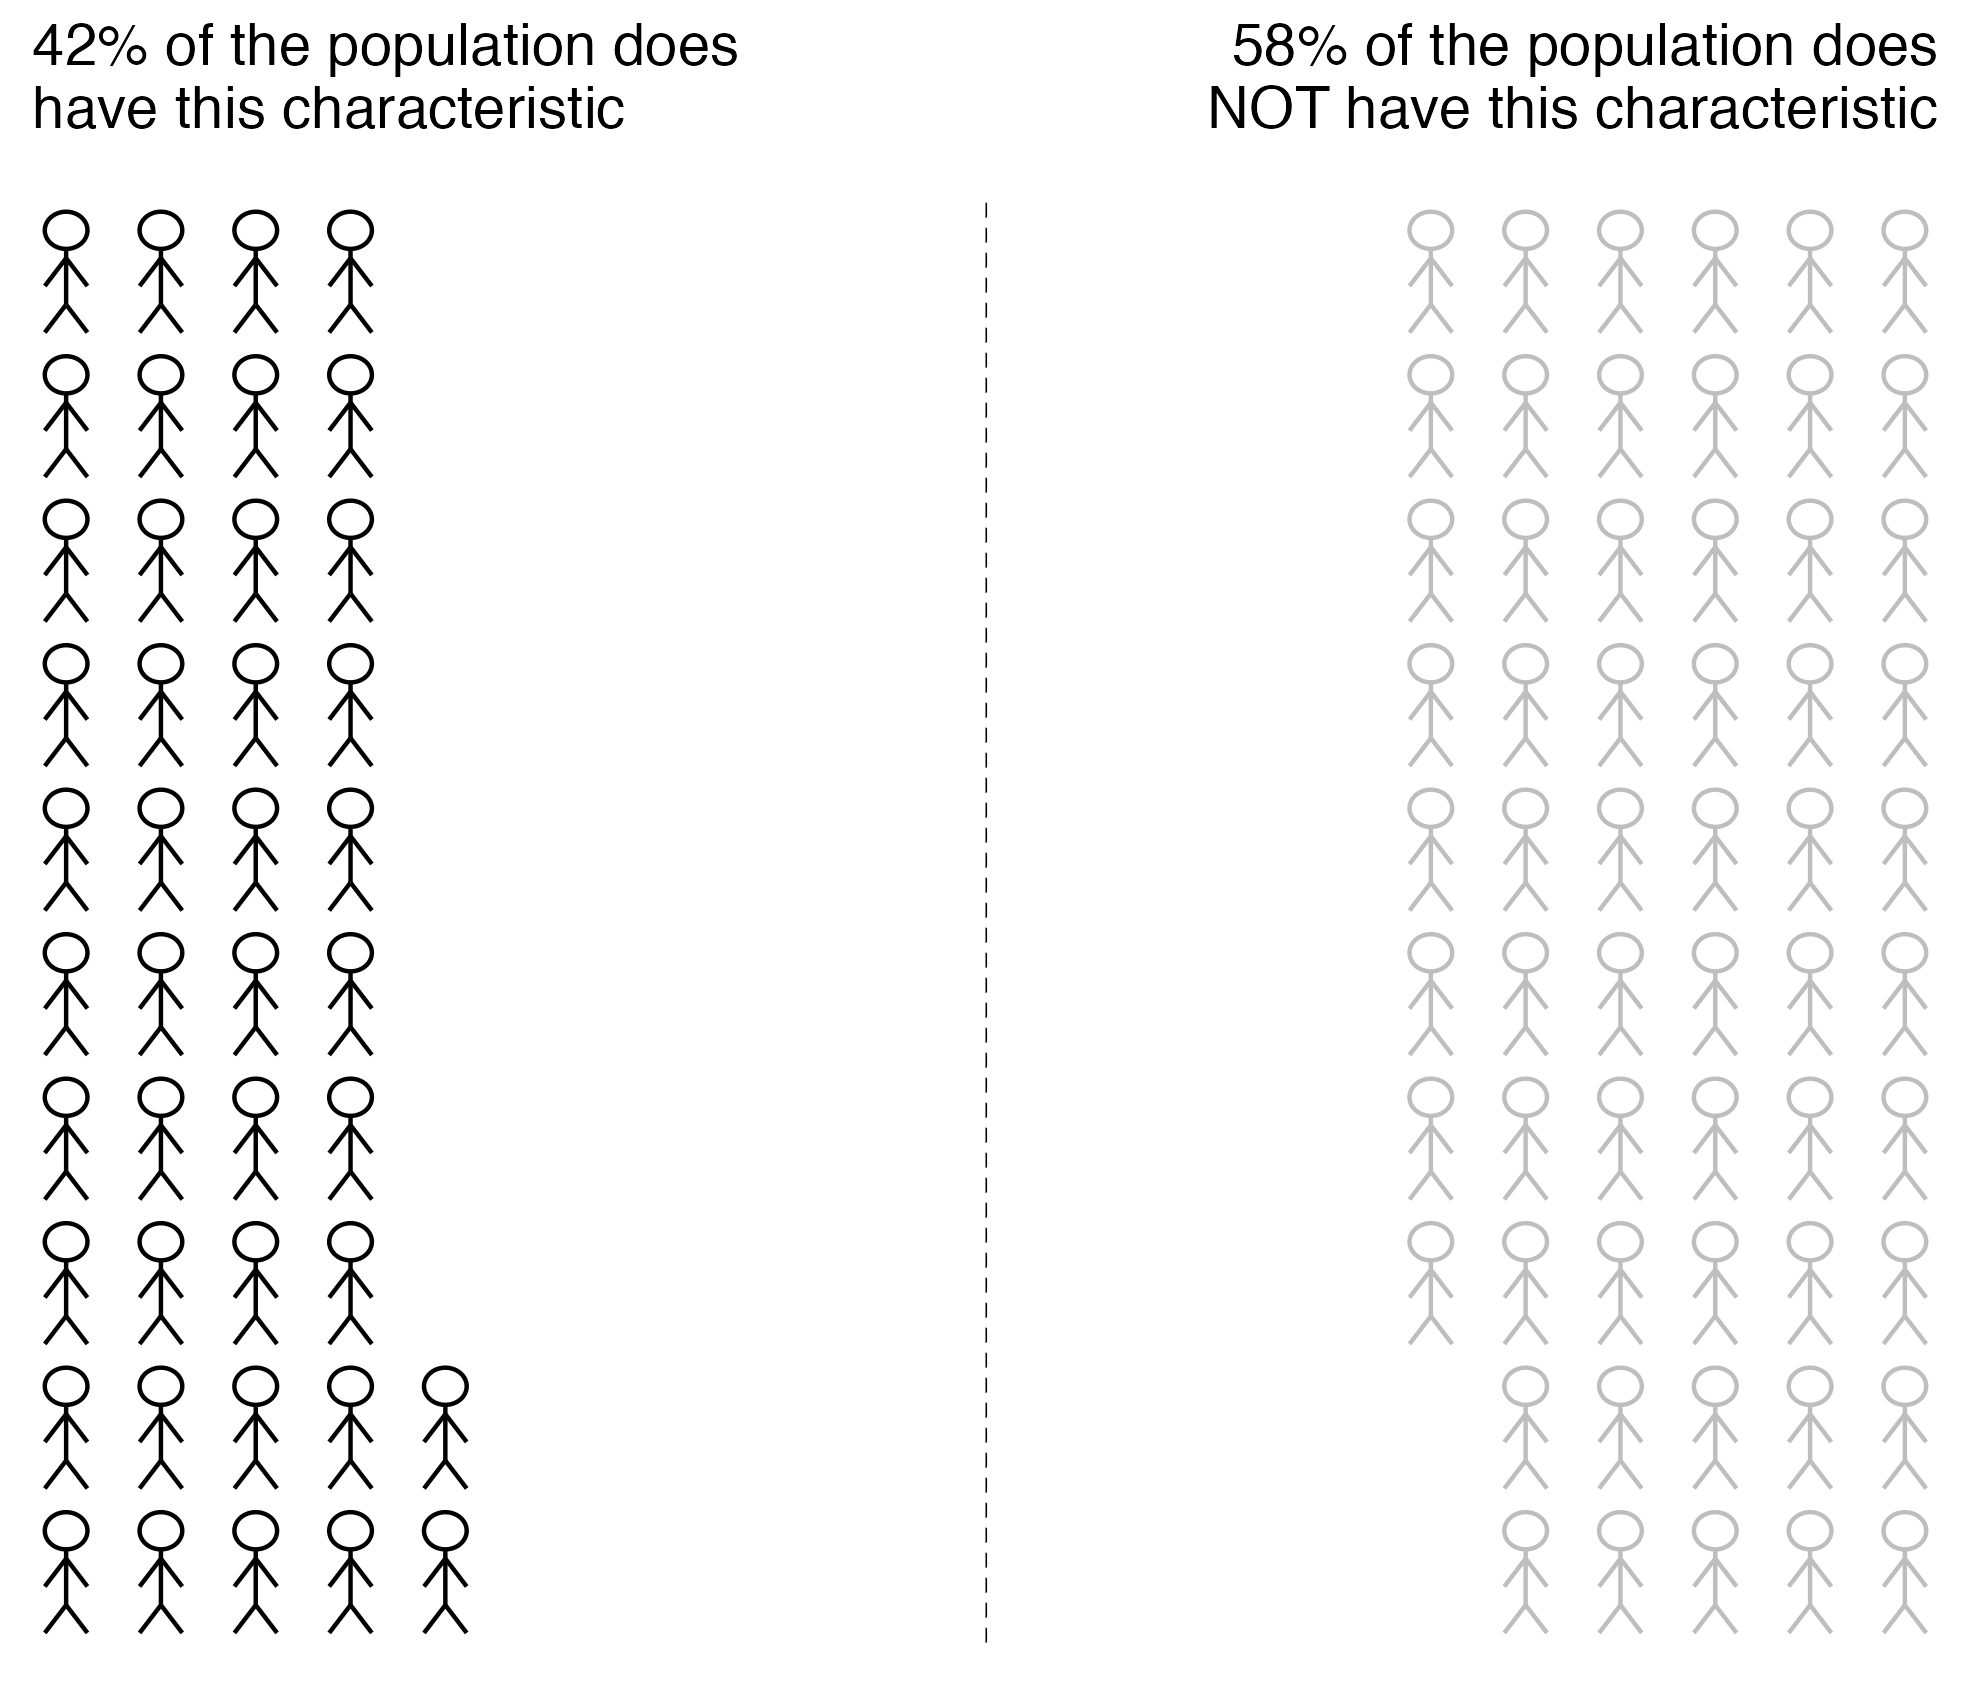 42% of the population does
have this characteristic
58% of the population does
NOT have this characteristic